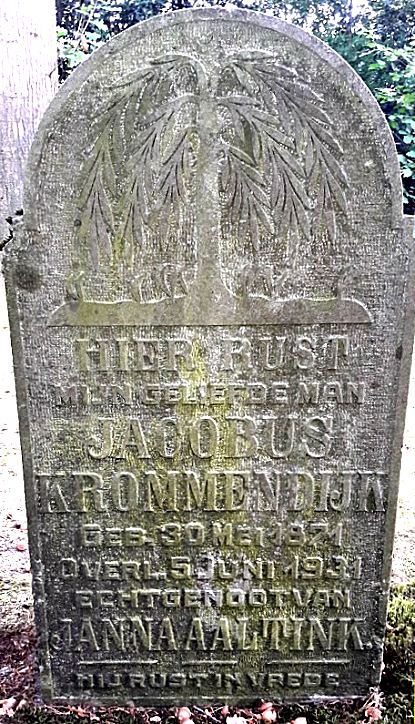 HIER RUST
MIJN GELIEFDE MAN
JACOBUS
KROMMENDIJK
GEB. 30 MEI 1871
OVERL. 5 JUNI 1931
ECHTGENOOT VAN
JANNA AALTINK.
HIJ RUST IN VREDE